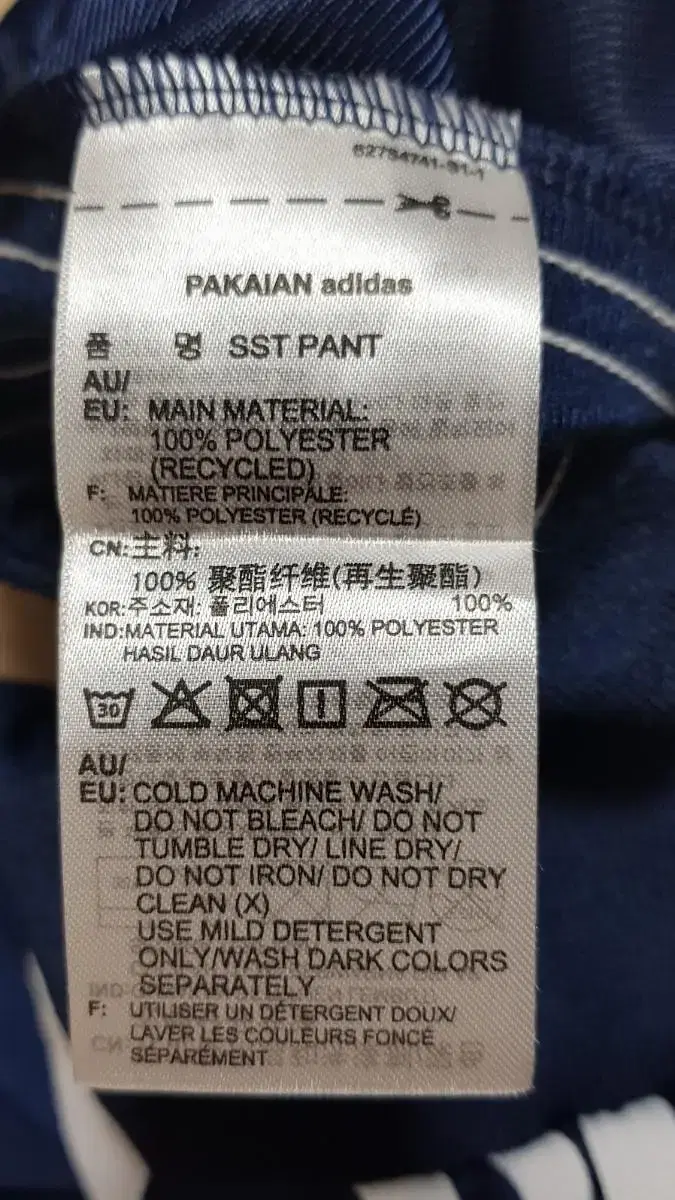 62794741-91-1
PAKAIAN adidas
품 명 SST PANT
AU/
EU: MAIN MATERIAL:
100% POLYESTER
(RECYCLED)
F: MATIERE PRINCIPALE:
100% POLYESTER (RECYCLÉ)
CN:主料:
100% 聚酯纤维(再生聚酯)
KOR:주소재: 폴리에스터 100%
IND:MATERIAL UTAMA: 100% POLYESTER
HASIL DAUR ULANG
30
AU/
EU: COLD MACHINE WASH/
DO NOT BLEACH/ DO NOT
TUMBLE DRY/ LINE DRY/
DO NOT IRON/ DO NOT DRY
CLEAN (X)
USE MILD DETERGENT
ONLY/WASH DARK COLORS
SEPARATELY
F: UTILISER UN DÉTERGENT DOUX/
LAVER LES COULEURS FONCÉ
SÉPARÉMENT